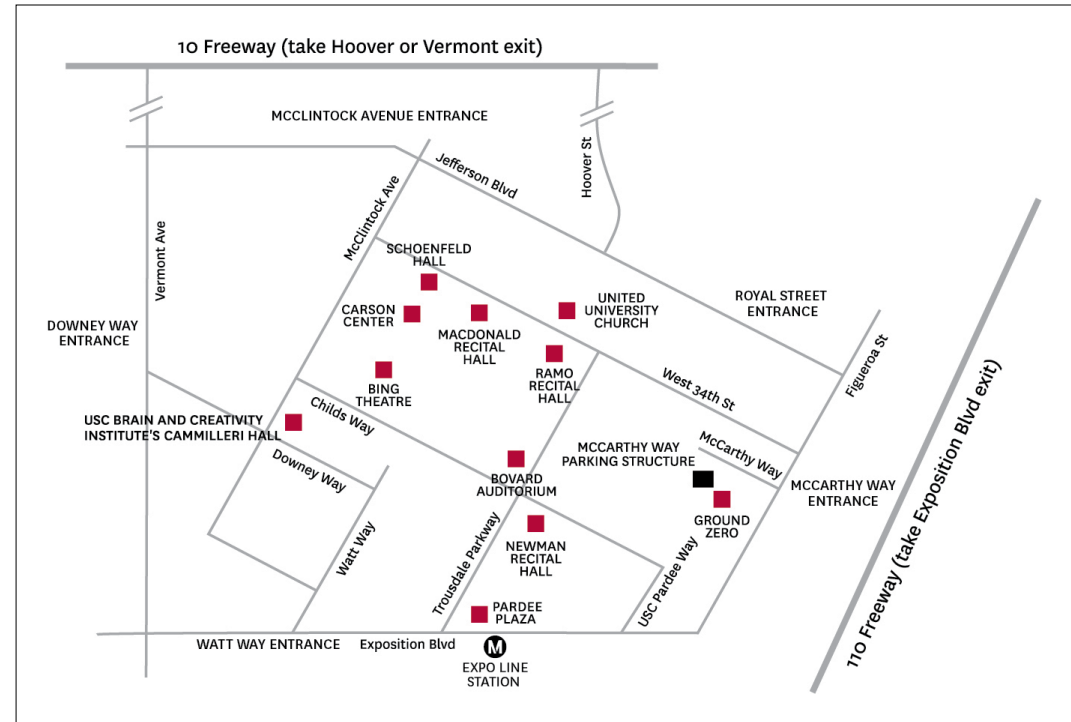 10 Freeway (take Hoover or Vermont exit)
MCCLINTOCK AVENUE ENTRANCE
Jefferson Blvd
Hoover St
McClintock Ave
Vermont Ave
SCHOENFELD
HALL
CARSON
CENTER
MACDONALD
RECITAL
HALL
UNITED
UNIVERSITY
CHURCH
ROYAL STREET
ENTRANCE
DOWNEY WAY
ENTRANCE
BING
THEATRE
RAMO
RECITAL
HALL
West 34th St
Figueroa St
USC BRAIN AND CREATIVITY
INSTITUTE'S CAMMILLERI HALL
Childs Way
Downey Way
MCCARTHY WAY
PARKING STRUCTURE
McCarthy Way
MCCARTHY WAY
ENTRANCE
BOVARD
AUDITORIUM
GROUND
ZERO
110 Freeway (take Exposition Blvd exit)
Watt Way
Trousdale Parkway
NEWMAN
RECITAL
HALL
USC Pardee Way
PARDEE
PLAZA
WATT WAY ENTRANCE
Exposition Blvd
M
EXPO LINE
STATION